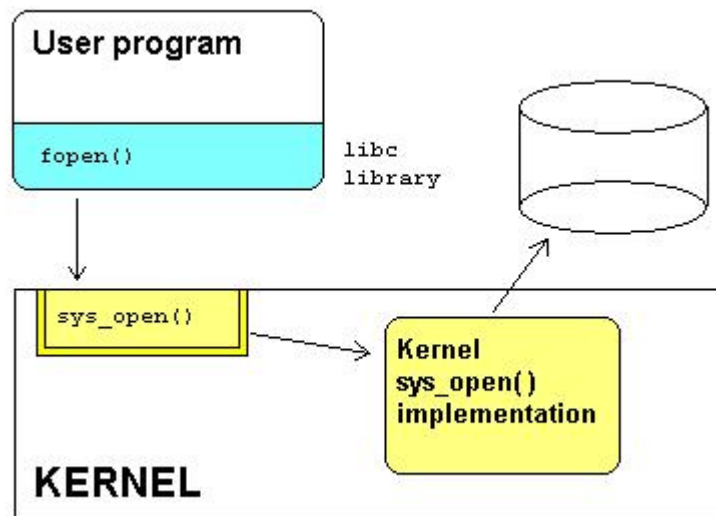 User program
fopen()
libc
library
sys_open()
Kernel
sys_open()
implementation
KERNEL